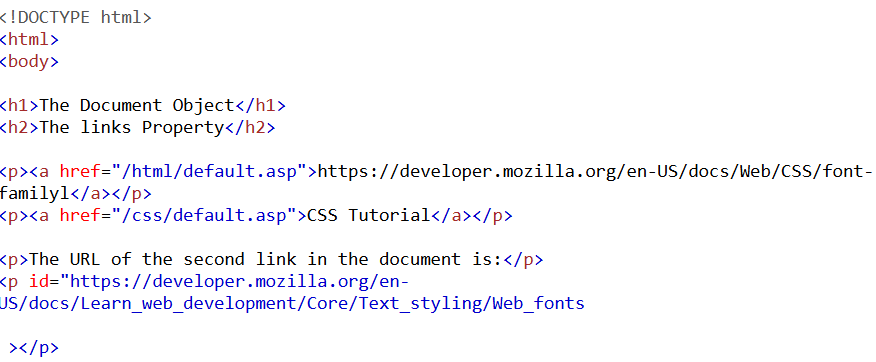 <!DOCTYPE html>
<html>
<body>
<h1>The Document Object</h1>
<h2>The links Property</h2>
<p><a href="/html/default.asp">https://developer.mozilla.org/en-US/docs/Web/CSS/font-
familyl</a></p>
<p><a href="/css/default.asp">CSS Tutorial</a></p>
<p>The URL of the second link in the document is:</p>
<p id="https://developer.mozilla.org/en-
US/docs/Learn_web_development/Core/Text_styling/Web_fonts
></p>